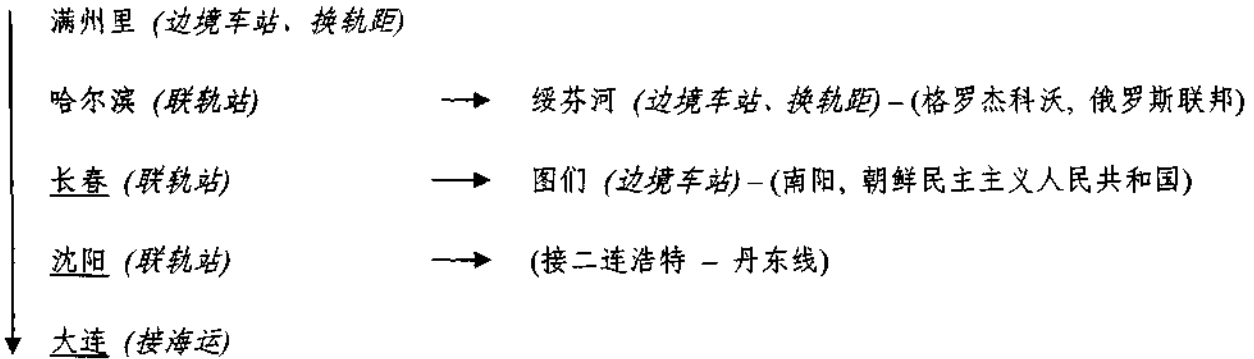 满州里 (边境车站、换轨距)
哈尔滨 (联轨站) → 绥芬河 (边境车站、换轨距) – (格罗杰科沃, 俄罗斯联邦)
长春 (联轨站) → 图们 (边境车站) – (南阳, 朝鲜民主主义人民共和国)
沈阳 (联轨站) → (接二连浩特 – 丹东线)
大连 (接海运)